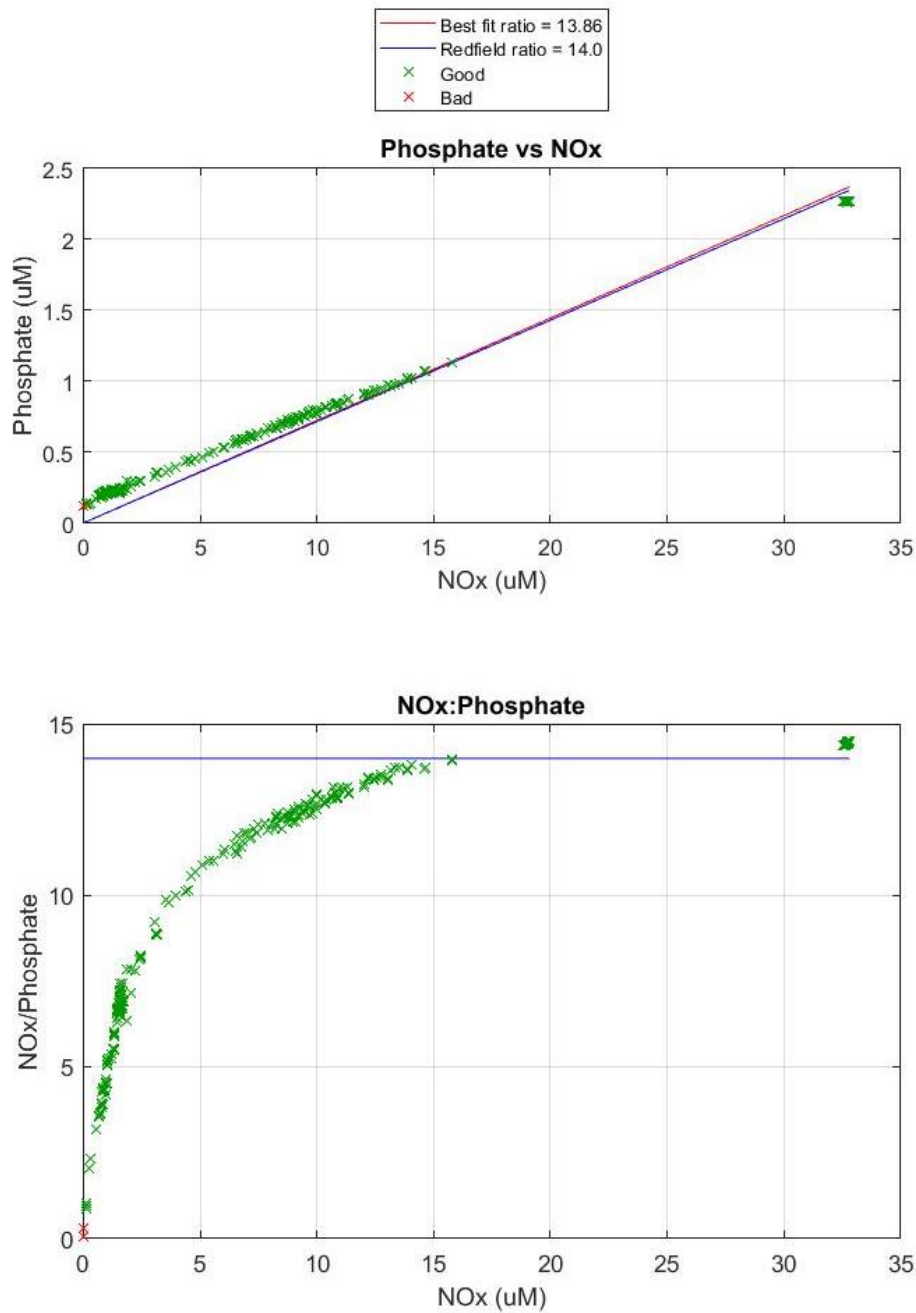 Best fit ratio = 13.86
Redfield ratio = 14.0
Good
Bad
Phosphate vs NOx
2.5
2
1.5
1
0.5
0
Phosphate (uM)
0 5 10 15 20 25 30 35
NOx (uM)
NOx:Phosphate
15
10
5
0
NOx/Phosphate
0 5 10 15 20 25 30 35
NOx (uM)